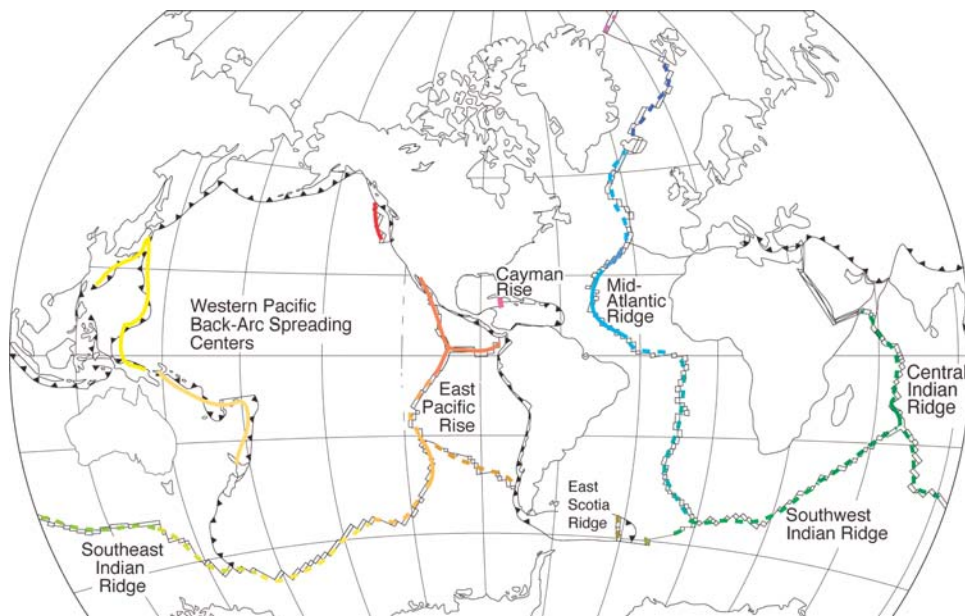 Western Pacific
Back-Arc Spreading
Centers
Cayman
Rise
Mid-
Atlantic
Ridge
East
Pacific
Rise
Central
Indian
Ridge
East
Scotia
Ridge
Southwest
Indian Ridge
Southeast
Indian
Ridge